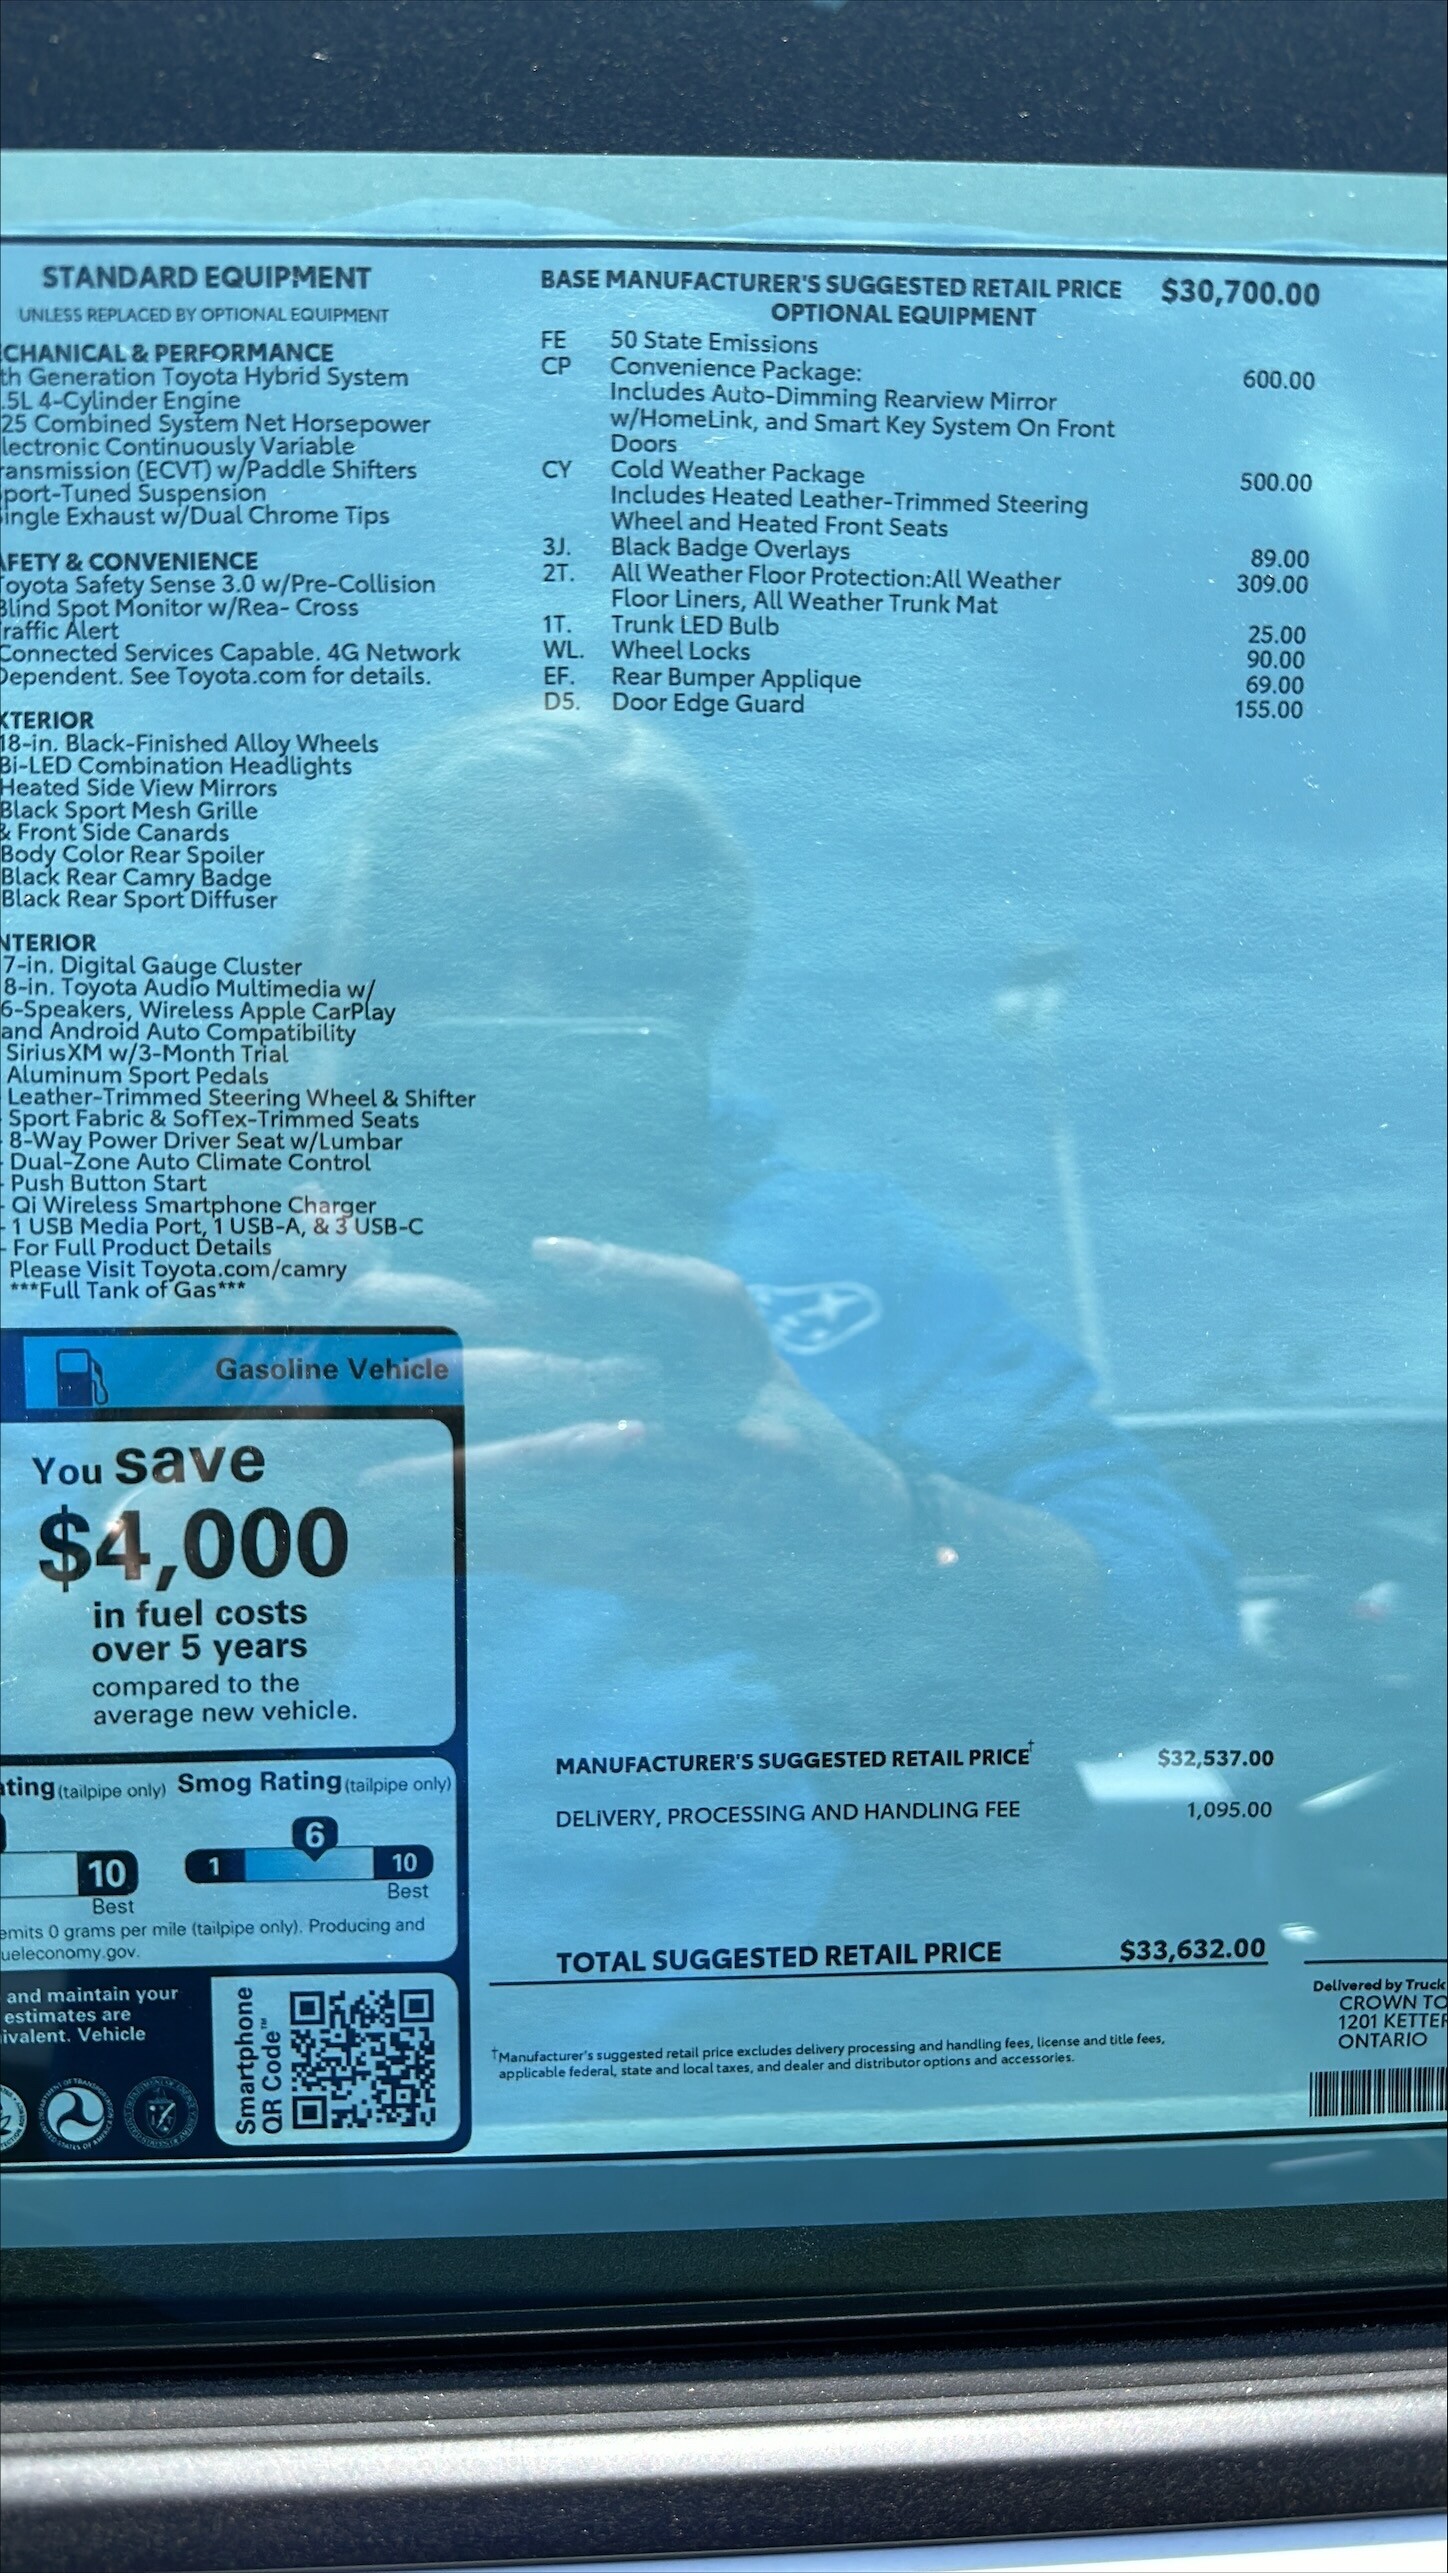 STANDARD EQUIPMENT
UNLESS REPLACED BY OPTIONAL EQUIPMENT
CHANICAL & PERFORMANCE
th Generation Toyota Hybrid System
.5L 4-Cylinder Engine
25 Combined System Net Horsepower
lectronic Continuously Variable
ransmission (ECVT) w/Paddle Shifters
port-Tuned Suspension
ingle Exhaust w/Dual Chrome Tips
AFETY & CONVENIENCE
Toyota Safety Sense 3.0 w/Pre-Collision
Blind Spot Monitor w/Rea- Cross
raffic Alert
Connected Services Capable. 4G Network
Dependent. See Toyota.com for details.
XTERIOR
18-in. Black-Finished Alloy Wheels
Bi-LED Combination Headlights
Heated Side View Mirrors
Black Sport Mesh Grille
& Front Side Canards
Body Color Rear Spoiler
Black Rear Camry Badge
Black Rear Sport Diffuser
NTERIOR
7-in. Digital Gauge Cluster
8-in. Toyota Audio Multimedia w/
6-Speakers, Wireless Apple CarPlay
and Android Auto Compatibility
SiriusXM w/3-Month Trial
Aluminum Sport Pedals
Leather-Trimmed Steering Wheel & Shifter
Sport Fabric & SofTex-Trimmed Seats
- 8-Way Power Driver Seat w/Lumbar
- Dual-Zone Auto Climate Control
- Push Button Start
- Qi Wireless Smartphone Charger
- 1 USB Media Port, 1 USB-A, & 3 USB-C
- For Full Product Details
Please Visit Toyota.com/camry
***Full Tank of Gas***
BASE MANUFACTURER'S SUGGESTED RETAIL PRICE $30,700.00
OPTIONAL EQUIPMENT
FE 50 State Emissions
CP Convenience Package: 600.00
Includes Auto-Dimming Rearview Mirror
w/HomeLink, and Smart Key System On Front
Doors
CY Cold Weather Package 500.00
Includes Heated Leather-Trimmed Steering
Wheel and Heated Front Seats
3J. Black Badge Overlays 89.00
2T. All Weather Floor Protection:All Weather 309.00
Floor Liners, All Weather Trunk Mat
1T. Trunk LED Bulb 25.00
WL. Wheel Locks 90.00
EF. Rear Bumper Applique 69.00
D5. Door Edge Guard 155.00
Gasoline Vehicle
You save
$4,000
in fuel costs
over 5 years
compared to the
average new vehicle.
ating (tailpipe only) Smog Rating (tailpipe only)
6
10 1 10
Best Best
emits 0 grams per mile (tailpipe only). Producing and
ueleconomy.gov.
and maintain your
estimates are
ivalent. Vehicle
Smartphone
QR Code™
MANUFACTURER'S SUGGESTED RETAIL PRICE† $32,537.00
DELIVERY, PROCESSING AND HANDLING FEE 1,095.00
TOTAL SUGGESTED RETAIL PRICE $33,632.00
†Manufacturer's suggested retail price excludes delivery processing and handling fees, license and title fees,
applicable federal, state and local taxes, and dealer and distributor options and accessories.
Delivered by Truck
CROWN TO
1201 KETTER
ONTARIO